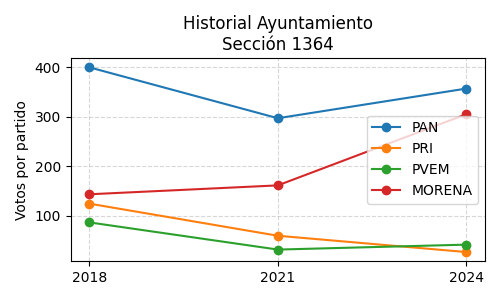 Historial Ayuntamiento
Sección 1364
Votos por partido
400
300
200
100
2018
2021
2024
PAN
PRI
PVEM
MORENA